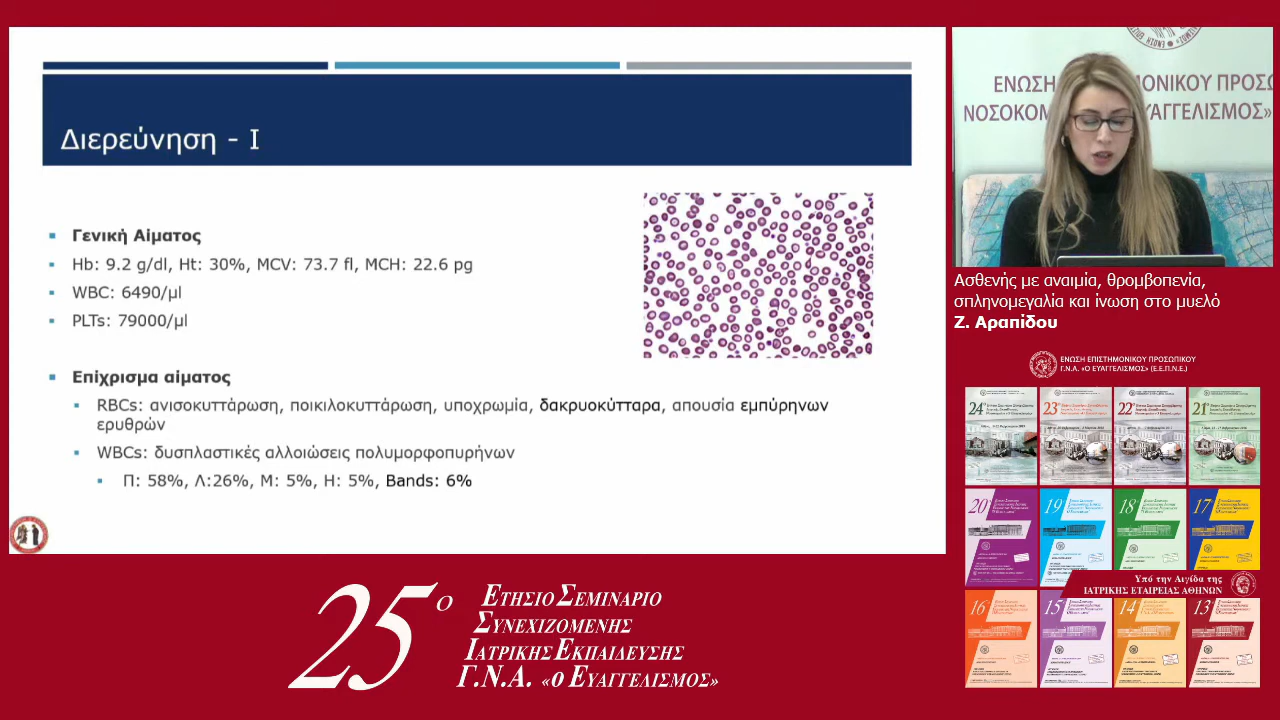 Διερεύνηση - Ι
Γενική Αίματος
Hb: 9.2 g/dl, Ht: 30%, MCV: 73.7 fl, MCH: 22.6 pg
WBC: 6490/μl
PLTs: 79000/μl
Επίχρισμα αίματος
RBCs: ανισοκυττάρωση, ποικιλοκυττάρωση, υποχρωμία, δακρυοκύτταρα, απουσία εμπύρηνων
ερυθρών
WBCs: δυσπλαστικές αλλοιώσεις πολυμορφοπυρήνων
Π: 58%, Λ:26%, Μ: 5%, Η: 5%, Bands: 6%
ΕΝΩΣΗ ΕΠΙΣΤΗΜΟΝΙΚΟΥ ΠΡΟΣΩ
ΝΟΣΟΚΟΜ ΕΥΑΓΓΕΛΙΣΜΟΣ»
Ασθενής με αναιμία, θρομβοπενία,
σπληνομεγαλία και ίνωση στο μυελό
Ζ. Αραπίδου
ΕΝΩΣΗ ΕΠΙΣΤΗΜΟΝΙΚΟΥ ΠΡΟΣΩΠΙΚΟΥ
Γ.Ν.Α. «Ο ΕΥΑΓΓΕΛΙΣΜΟΣ» (Ε.Ε.Π.Ν.Ε.)
24 23 22 21
20 19 18 17
Υπό την Αιγίδα της
ΙΑΤΡΙΚΗΣ ΕΤΑΙΡΕΙΑΣ ΑΘΗΝΩΝ
16 15 14 13
25ο ΕΤΗΣΙΟ ΣΕΜΙΝΑΡΙΟ
ΣΥΝΕΧΙΖΟΜΕΝΗΣ
ΙΑΤΡΙΚΗΣ ΕΚΠΑΙΔΕΥΣΗΣ
Γ.Ν.Α. «Ο ΕΥΑΓΓΕΛΙΣΜΟΣ»